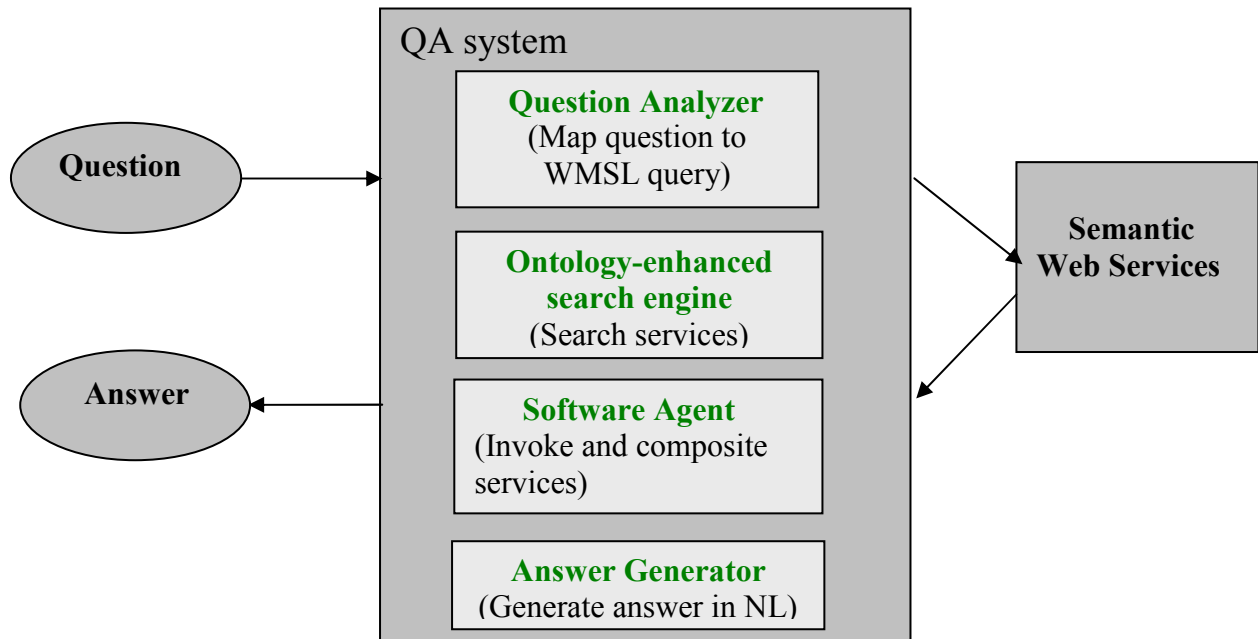 QA system
Question Analyzer
(Map question to
WMSL query)
Question
Ontology-enhanced
search engine
(Search services)
Semantic
Web Services
Answer
Software Agent
(Invoke and composite
services)
Answer Generator
(Generate answer in NL)